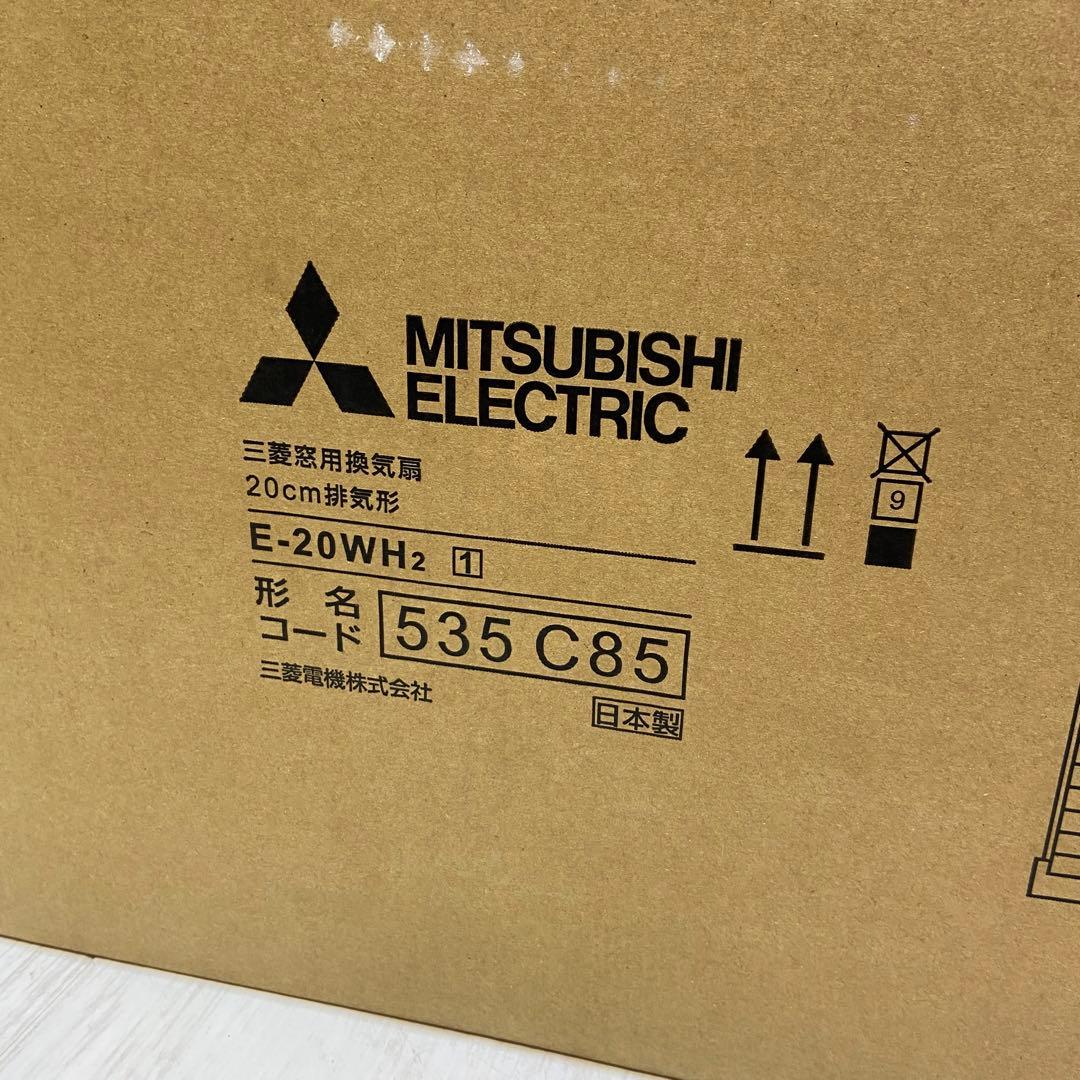 MITSUBISHI
ELECTRIC
三菱窓用換気扇
20cm排気形
E-20WH₂ 1
形名
コード 535 C85
三菱電機株式会社
日本製
9